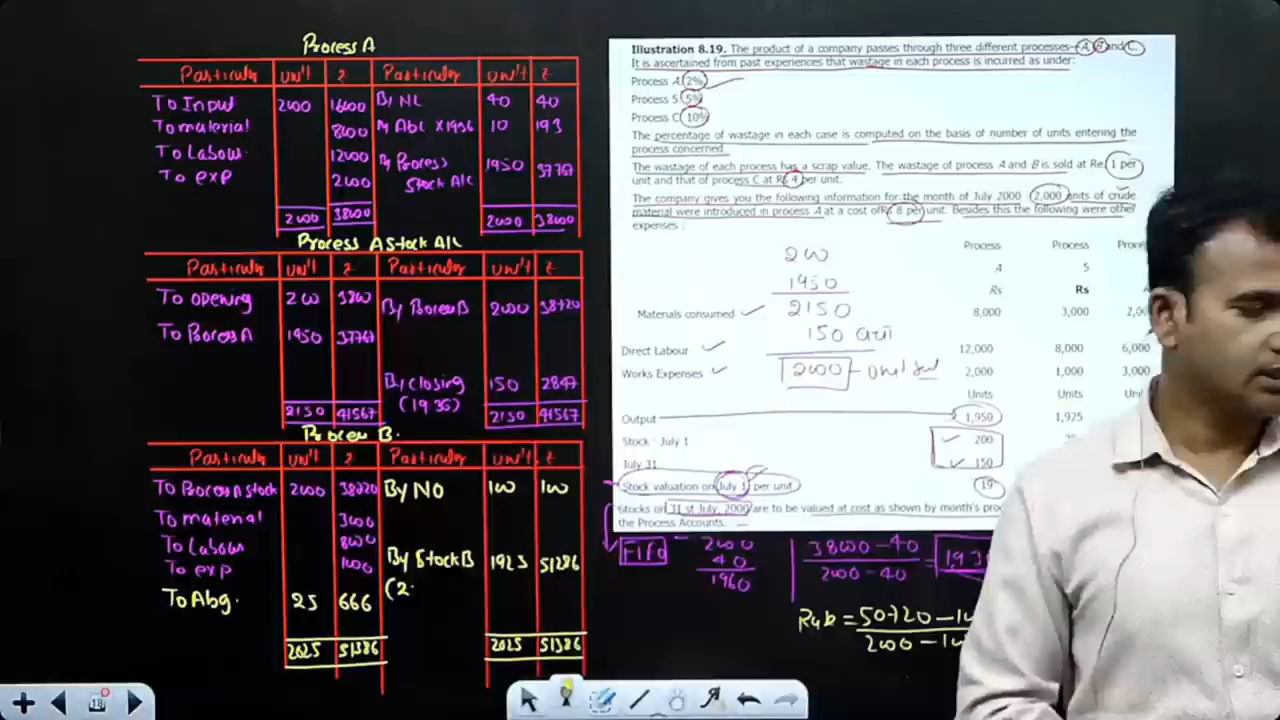 Process A
Particular Uni't ₹ Particular Uni't ₹
To Input 2000 16000 By NL 40 40
To material 8000 By Abl x1936 10 193
To Labour 12000 By Process Stock A/c 1950 37767
To exp 2000
2000 38000 2000 38000
Process A Stock A/C
Particular Uni't ₹ Particular Uni't ₹
To opening 200 3800 By Process B 2000 38720
To Process A 1950 37767
By closing 150 2847
2150 41567 2150 41567
Process B.
Particular Uni't ₹ Particular Uni't ₹
To Process A stock 2000 38720 By NO 100 100
To material 3000
To Labour 8000
To exp 1000 By Stock B 1925 51286
To Abg. 25 666 (2
2025 51386 2025 51386
Illustration 8.19. The product of a company passes through three different processes A, B and C.
It is ascertained from past experiences that wastage in each process is incurred as under:
Process A 2%
Process S 5%
Process C 10%
The percentage of wastage in each case is computed on the basis of number of units entering the
process concerned.
The wastage of each process has a scrap value. The wastage of process A and B is sold at Re. 1 per
unit and that of process C at Rs 4 per unit.
The company gives you the following information for the month of July 2000 2,000 units of crude
material were introduced in process A at a cost of Rs 8 per unit. Besides this the following were other
expenses :
Process Process
A S
Rs Rs
Materials consumed 8,000 3,000
Direct Labour 12,000 8,000 6,000
Works Expenses 2,000 1,000 3,000
Units Units
Output 1,950 1,925
Stock : July 1 200
July 31 150
Stock valuation on July 1 per unit 19
Stocks on 31st July, 2000 are to be valued at cost as shown by month's
the Process Accounts.
200
1950
2150
150
2000
FIFO
2000
40
1960
38000 - 40
2000 - 40
=
50720 -
2000 -
18